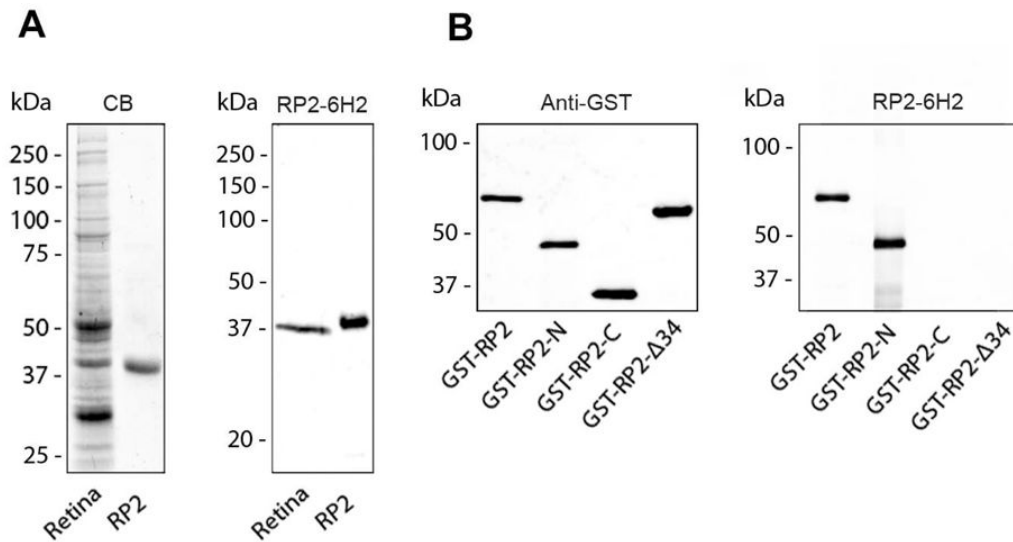 A
kDa
CB
250 -
150 -
100 -
75 -
50 -
37 -
25 -
Retina
RP2
kDa
RP2-6H2
250 -
150 -
100 -
50 -
37 -
20 -
Retina
RP2
B
kDa
Anti-GST
100 -
50 -
37 -
GST-RP2
GST-RP2-N
GST-RP2-C
GST-RP2-Δ34
kDa
RP2-6H2
100 -
50 -
37 -
GST-RP2
GST-RP2-N
GST-RP2-C
GST-RP2-Δ34